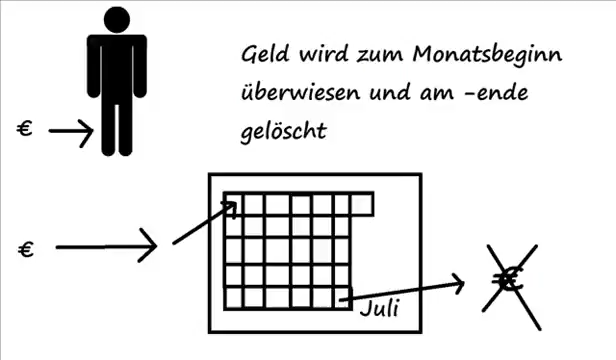 Geld wird zum Monatsbeginn
überwiesen und am -ende
gelöscht
€
€
€
Juli